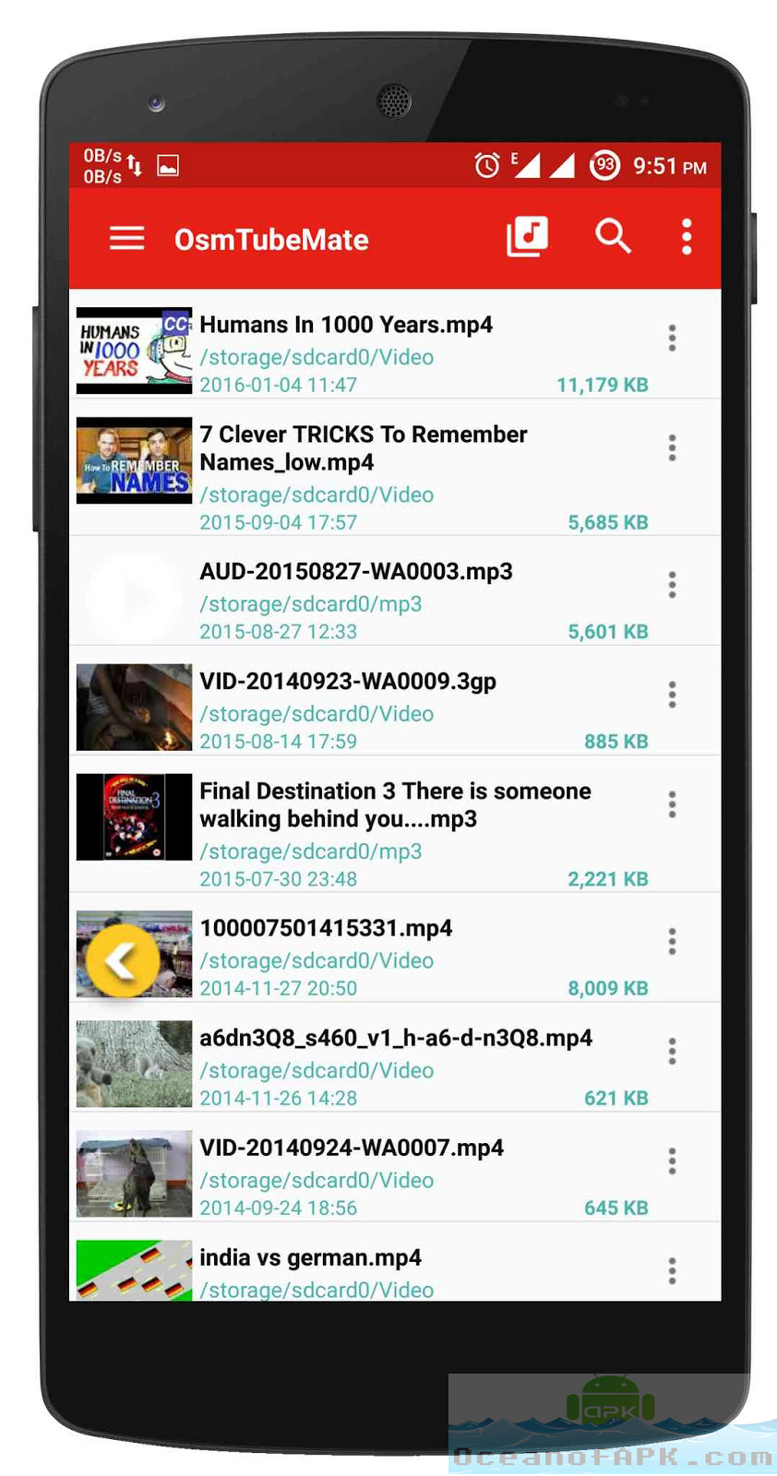 0B/s
0B/s
E
93
9:51 PM
OsmTubeMate
HUMANS
IN 1000
YEARS
CC
Humans In 1000 Years.mp4
/storage/sdcard0/Video
2016-01-04 11:47 11,179 KB
How To REMEMBER
NAMES
7 Clever TRICKS To Remember
Names_low.mp4
/storage/sdcard0/Video
2015-09-04 17:57 5,685 KB
AUD-20150827-WA0003.mp3
/storage/sdcard0/mp3
2015-08-27 12:33 5,601 KB
VID-20140923-WA0009.3gp
/storage/sdcard0/Video
2015-08-14 17:59 885 KB
FINAL
DESTINATION 3
Final Destination 3 There is someone
walking behind you....mp3
/storage/sdcard0/mp3
2015-07-30 23:48 2,221 KB
100007501415331.mp4
/storage/sdcard0/Video
2014-11-27 20:50 8,009 KB
a6dn3Q8_s460_v1_h-a6-d-n3Q8.mp4
/storage/sdcard0/Video
2014-11-26 14:28 621 KB
VID-20140924-WA0007.mp4
/storage/sdcard0/Video
2014-09-24 18:56 645 KB
india vs german.mp4
/storage/sdcard0/Video
APK
OceanofAPK.com